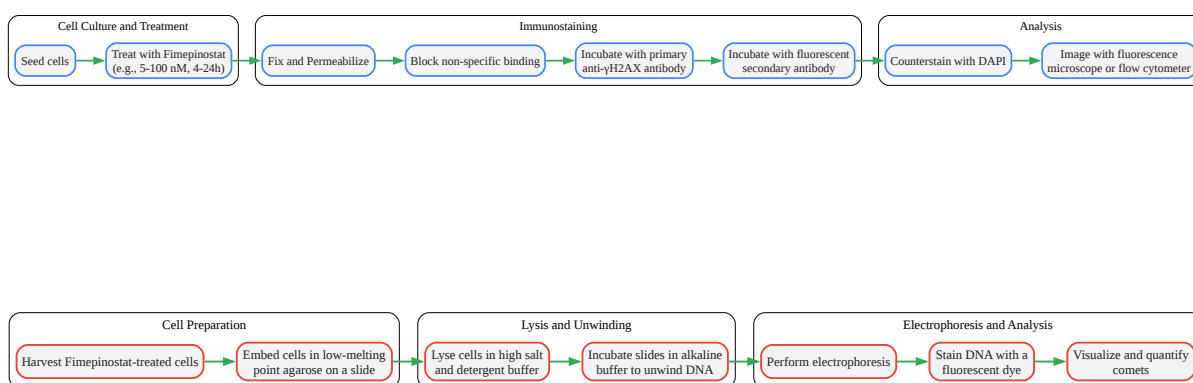 Cell Culture and Treatment
Seed cells
Treat with Fimepinostat
(e.g., 5-100 nM, 4-24h)
Immunostaining
Fix and Permeabilize
Block non-specific binding
Incubate with primary
anti-γH2AX antibody
Incubate with fluorescent
secondary antibody
Analysis
Counterstain with DAPI
Image with fluorescence
microscope or flow cytometer
Cell Preparation
Harvest Fimepinostat-treated cells
Embed cells in low-melting
point agarose on a slide
Lysis and Unwinding
Lyse cells in high salt
and detergent buffer
Incubate slides in alkaline
buffer to unwind DNA
Electrophoresis and Analysis
Perform electrophoresis
Stain DNA with a
fluorescent dye
Visualize and quantify
comets